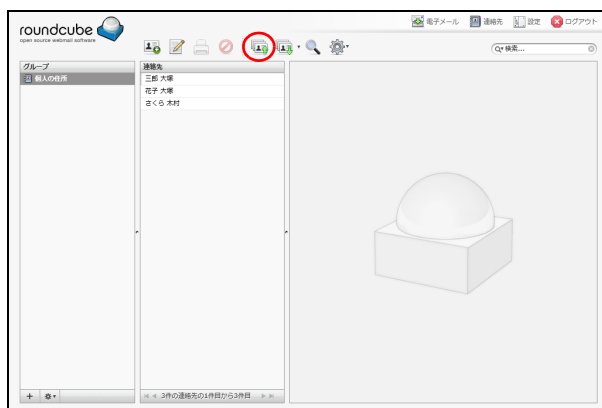 roundcube
open source webmail software
電子メール 連絡先 設定 ログアウト
検索...
グループ
個人の住所
連絡先
三郎 大塚
花子 大塚
さくら 木村
3件の連絡先の1件目から3件目